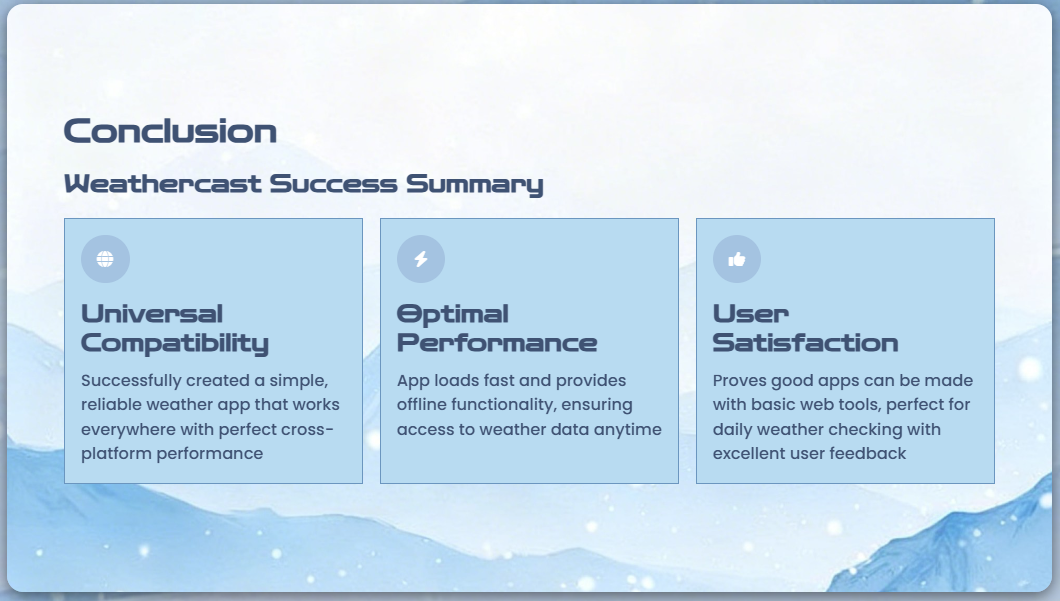 Conclusion
Weathercast Success Summary
Universal
Compatibility
Successfully created a simple,
reliable weather app that works
everywhere with perfect cross-
platform performance
Optimal
Performance
App loads fast and provides
offline functionality, ensuring
access to weather data anytime
User
Satisfaction
Proves good apps can be made
with basic web tools, perfect for
daily weather checking with
excellent user feedback